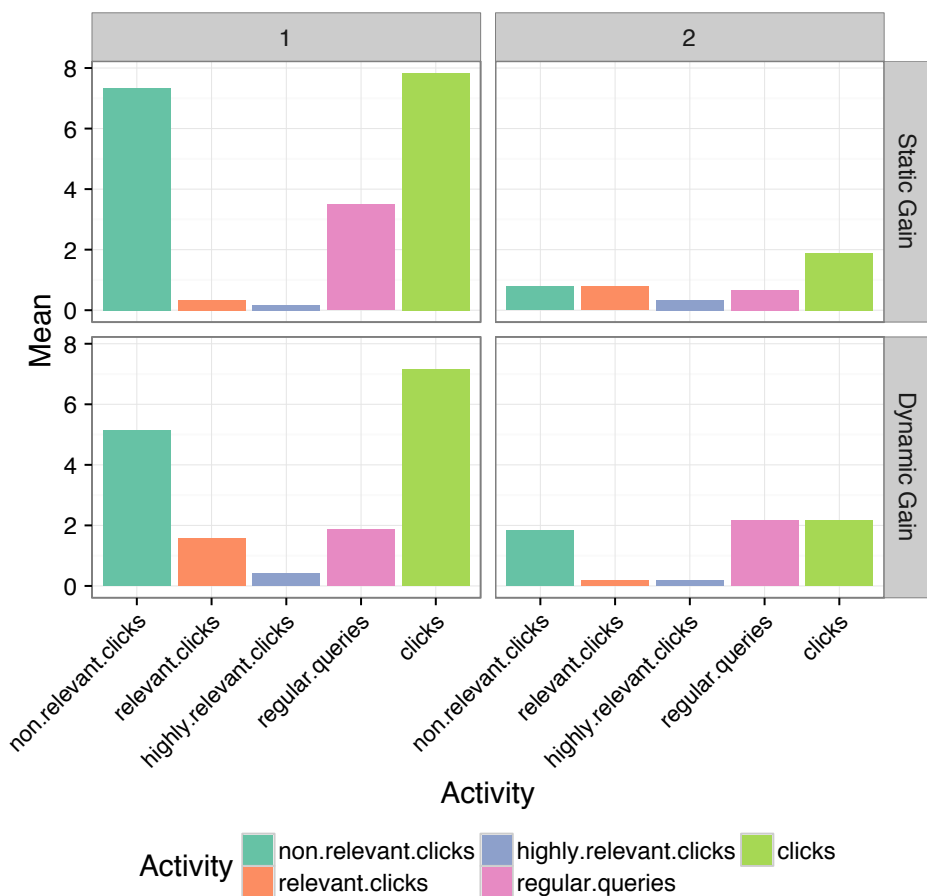 1 2
8
6
4
2
0
Static Gain
Mean
8
6
4
2
0
Dynamic Gain
non.relevant.clicks relevant.clicks highly.relevant.clicks regular.queries clicks non.relevant.clicks relevant.clicks highly.relevant.clicks regular.queries clicks
Activity
Activity non.relevant.clicks highly.relevant.clicks clicks
relevant.clicks regular.queries